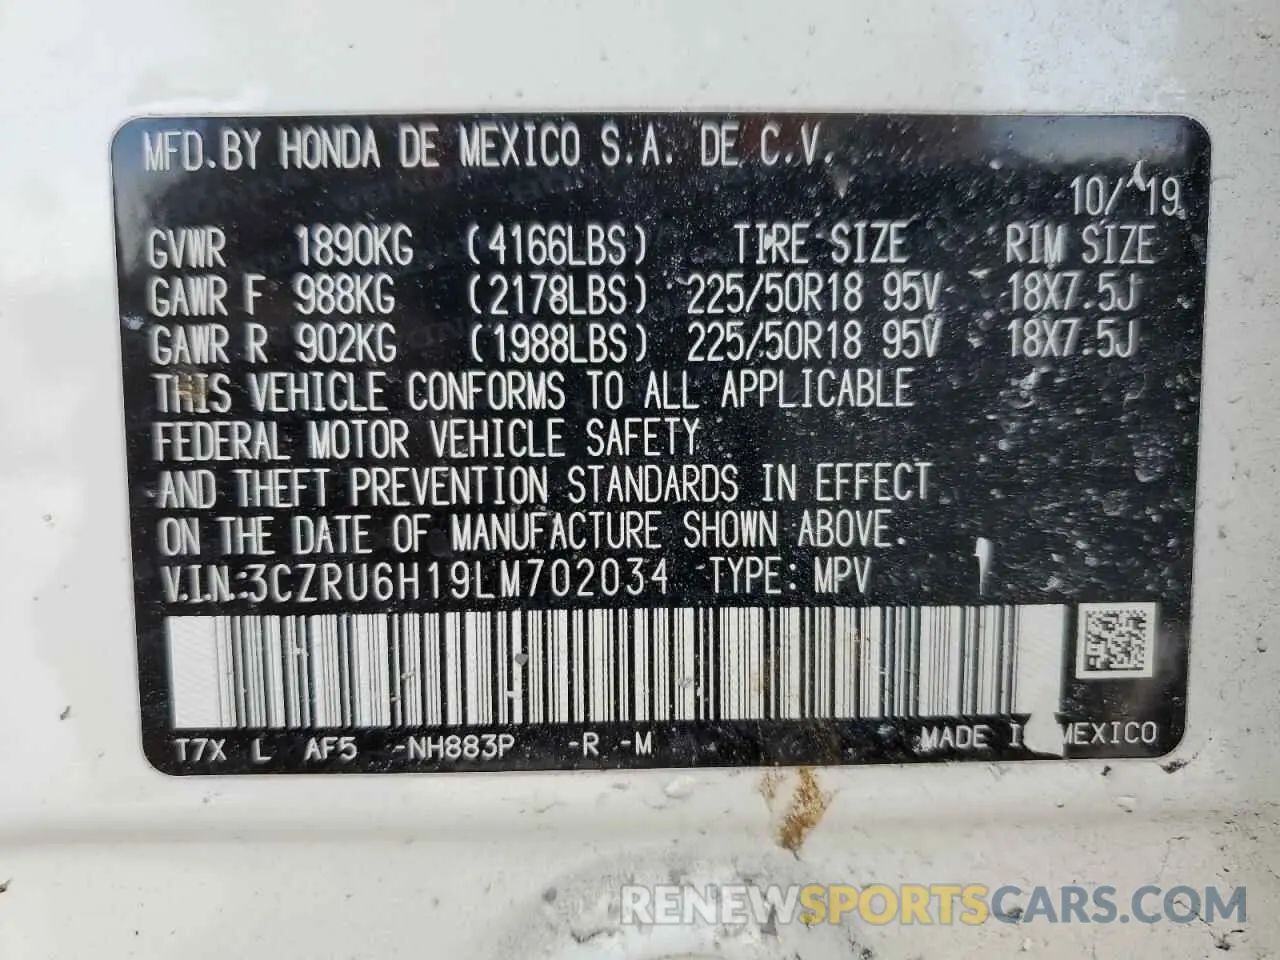 MFD. BY HONDA DE MEXICO S.A. DE C.V.
10/ 19
GVWR 1890KG (4166LBS) TIRE SIZE RIM SIZE
GAWR F 988KG (2178LBS) 225/50R18 95V 18X7.5J
GAWR R 902KG (1988LBS) 225/50R18 95V 18X7.5J
THIS VEHICLE CONFORMS TO ALL APPLICABLE
FEDERAL MOTOR VEHICLE SAFETY
AND THEFT PREVENTION STANDARDS IN EFFECT
ON THE DATE OF MANUFACTURE SHOWN ABOVE.
V.I.N.:3CZRU6H19LM702034 TYPE: MPV
T7X L AF5 -NH883P -R -M MADE IN MEXICO
RENEWSPORTSCARS.COM